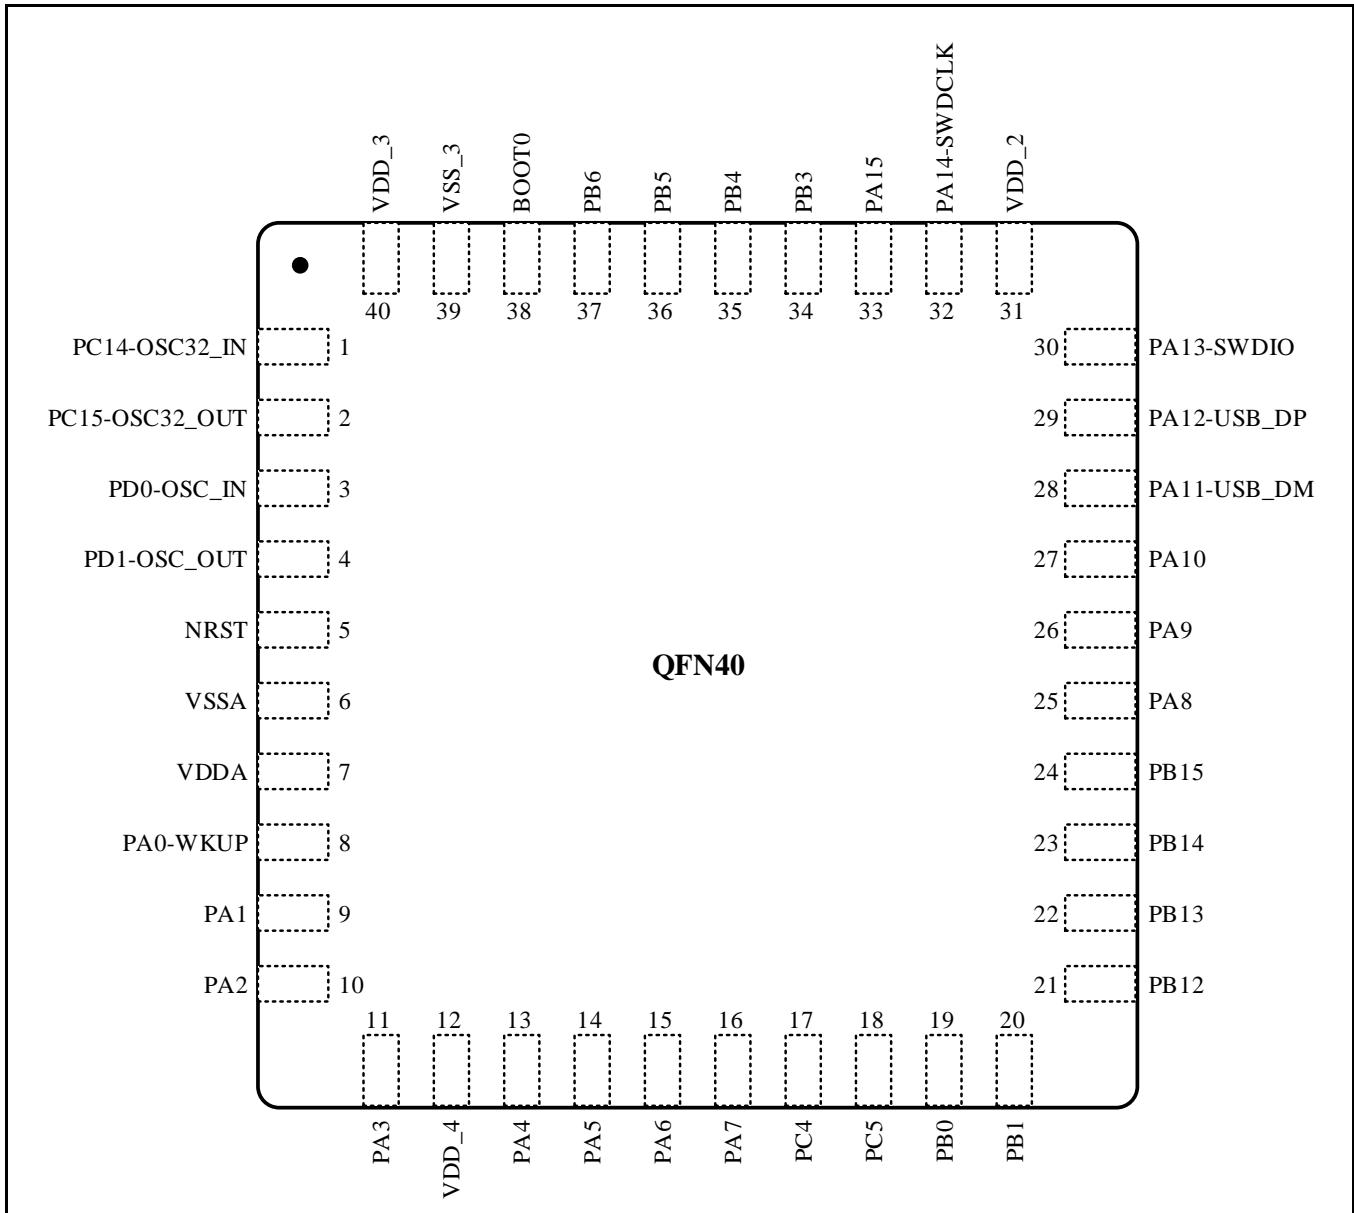 VDD_3
VSS_3
BOOT0
PB6
PB5
PB4
PB3
PA15
PA14-SWDCLK
VDD_2
40
39
38
37
36
35
34
33
32
31
PC14-OSC32_IN 1
30 PA13-SWDIO
PC15-OSC32_OUT 2
29 PA12-USB_DP
PD0-OSC_IN 3
28 PA11-USB_DM
PD1-OSC_OUT 4
27 PA10
NRST 5
26 PA9
QFN40
VSSA 6
25 PA8
VDDA 7
24 PB15
PA0-WKUP 8
23 PB14
PA1 9
22 PB13
PA2 10
21 PB12
11
12
13
14
15
16
17
18
19
20
PA3
VDD_4
PA4
PA5
PA6
PA7
PC4
PC5
PB0
PB1